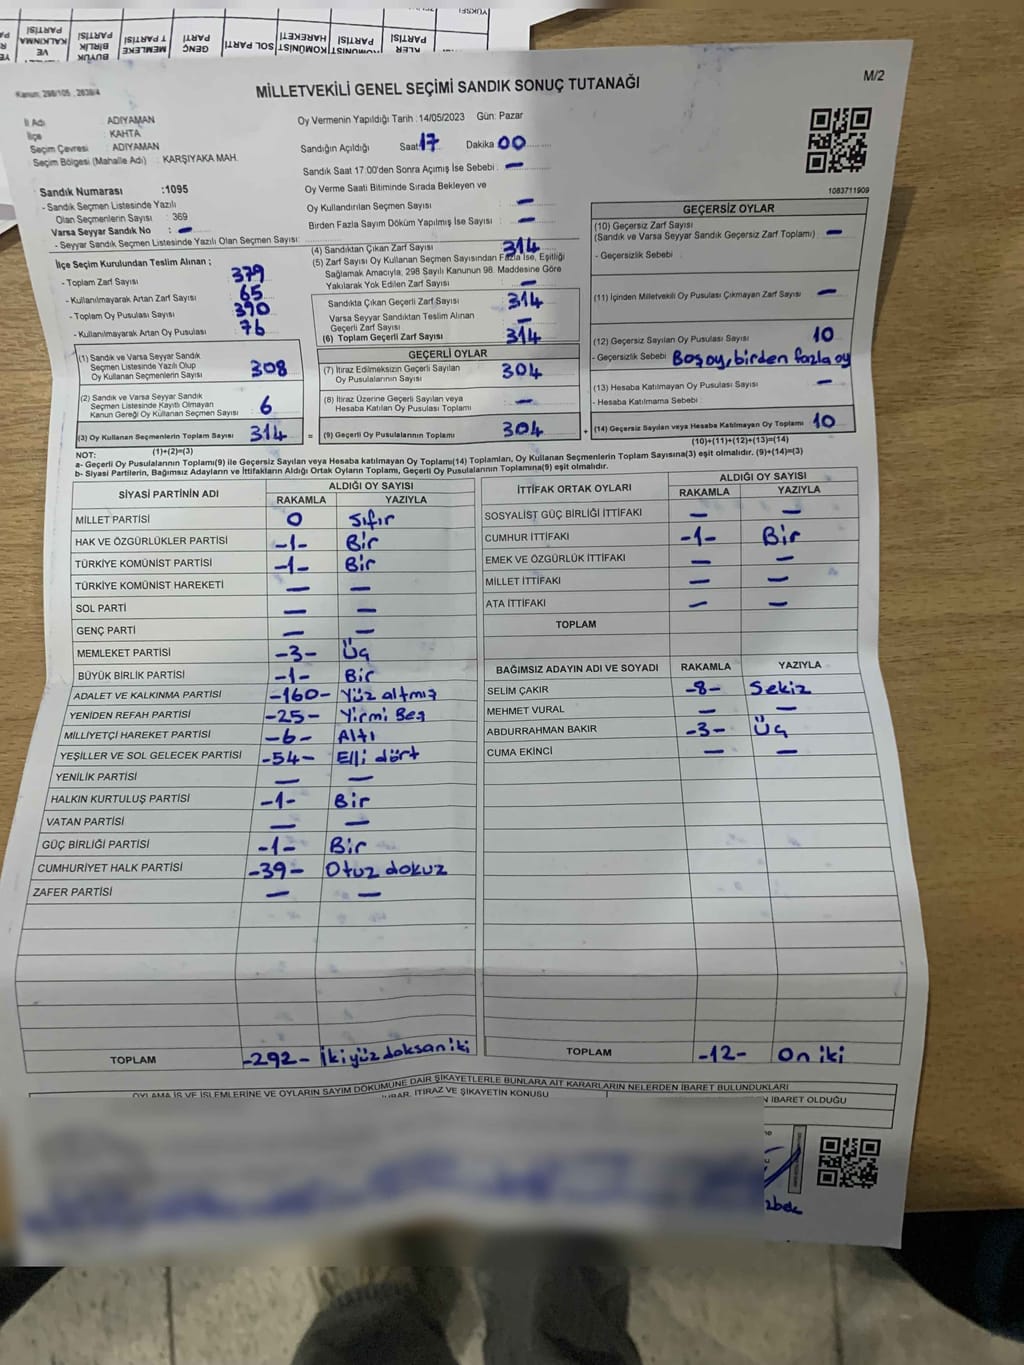 MİLLETVEKİLİ GENEL SEÇİMİ SANDIK SONUÇ TUTANAĞI
M/2
Kanun: 298/105 , 2839/4
İl Adı : ADIYAMAN
İlçe : KAHTA
Seçim Çevresi : ADIYAMAN
Seçim Bölgesi (Mahalle Adı) : KARŞIYAKA MAH.
Sandık Numarası :1095
- Sandık Seçmen Listesinde Yazılı
Olan Seçmenlerin Sayısı : 369
Varsa Seyyar Sandık No : –
- Seyyar Sandık Seçmen Listesinde Yazılı Olan Seçmen Sayısı:
İlçe Seçim Kurulundan Teslim Alınan ;
- Toplam Zarf Sayısı 379
- Kullanılmayarak Artan Zarf Sayısı 65
- Toplam Oy Pusulası Sayısı 390
- Kullanılmayarak Artan Oy Pusulası 76
(1) Sandık ve Varsa Seyyar Sandık
Seçmen Listesinde Yazılı Olup
Oy Kullanan Seçmenlerin Sayısı 308
(2) Sandık ve Varsa Seyyar Sandık
Seçmen Listesinde Kayıtlı Olmayan
Kanun Gereği Oy Kullanan Seçmen Sayısı 6
(3) Oy Kullanan Seçmenlerin Toplam Sayısı 314
(1)+(2)=(3)
Oy Vermenin Yapıldığı Tarih : 14/05/2023 Gün: Pazar
Sandığın Açıldığı Saat 17 Dakika 00
Sandık Saat 17:00'den Sonra Açımış İse Sebebi : –
Oy Verme Saati Bitiminde Sırada Bekleyen ve
Oy Kullandırılan Seçmen Sayısı –
Birden Fazla Sayım Döküm Yapılmış İse Sayısı –
(4) Sandıktan Çıkan Zarf Sayısı 314
(5) Zarf Sayısı Oy Kullanan Seçmen Sayısından Fazla İse, Eşitliği
Sağlamak Amacıyla, 298 Sayılı Kanunun 98. Maddesine Göre
Yakılarak Yok Edilen Zarf Sayısı –
Sandıkta Çıkan Geçerli Zarf Sayısı 314
Varsa Seyyar Sandıktan Teslim Alınan
Geçerli Zarf Sayısı –
(6) Toplam Geçerli Zarf Sayısı 314
GEÇERLİ OYLAR
(7) İtiraz Edilmeksizin Geçerli Sayılan
Oy Pusulalarının Sayısı 304
(8) İtiraz Üzerine Geçerli Sayılan veya
Hesaba Katılan Oy Pusulası Toplamı –
= (9) Geçerli Oy Pusulalarının Toplamı 304 +
1083711909
GEÇERSİZ OYLAR
(10) Geçersiz Zarf Sayısı
(Sandık ve Varsa Seyyar Sandık Geçersiz Zarf Toplamı) –
- Geçersizlik Sebebi :
(11) İçinden Milletvekili Oy Pusulası Çıkmayan Zarf Sayısı –
(12) Geçersiz Sayılan Oy Pusulası Sayısı 10
- Geçersizlik Sebebi : Boş oy, birden fazla oy
(13) Hesaba Katılmayan Oy Pusulası Sayısı –
- Hesaba Katılmama Sebebi :
(14) Geçersiz Sayılan veya Hesaba Katılmayan Oy Toplamı 10
(10)+(11)+(12)+(13)=(14)
NOT:
a- Geçerli Oy Pusulalarının Toplamı(9) ile Geçersiz Sayılan veya Hesaba Katılmayan Oy Toplamı(14) Toplamları, Oy Kullanan Seçmenlerin Toplam Sayısına(3) eşit olmalıdır. (9)+(14)=(3)
b- Siyasi Partilerin, Bağımsız Adayların ve İttifakların Aldığı Ortak Oyların Toplamı, Geçerli Oy Pusulalarının Toplamına(9) eşit olmalıdır.
SİYASİ PARTİNİN ADI ALDIĞI OY SAYISI
RAKAMLA YAZIYLA
MİLLET PARTİSİ 0 Sıfır
HAK VE ÖZGÜRLÜKLER PARTİSİ -1- Bir
TÜRKİYE KOMÜNİST PARTİSİ -1- Bir
TÜRKİYE KOMÜNİST HAREKETİ – –
SOL PARTİ – –
GENÇ PARTİ – –
MEMLEKET PARTİSİ -3- Üç
BÜYÜK BİRLİK PARTİSİ -1- Bir
ADALET VE KALKINMA PARTİSİ -160- Yüz altmış
YENİDEN REFAH PARTİSİ -25- Yirmi Beş
MİLLİYETÇİ HAREKET PARTİSİ -6- Altı
YEŞİLLER VE SOL GELECEK PARTİSİ -54- Elli dört
YENİLİK PARTİSİ – –
HALKIN KURTULUŞ PARTİSİ -1- Bir
VATAN PARTİSİ – –
GÜÇ BİRLİĞİ PARTİSİ -1- Bir
CUMHURİYET HALK PARTİSİ -39- Otuz dokuz
ZAFER PARTİSİ – –
TOPLAM -292- İkiyüz doksan iki
İTTİFAK ORTAK OYLARI ALDIĞI OY SAYISI
RAKAMLA YAZIYLA
SOSYALİST GÜÇ BİRLİĞİ İTTİFAKI – –
CUMHUR İTTİFAKI -1- Bir
EMEK VE ÖZGÜRLÜK İTTİFAKI – –
MİLLET İTTİFAKI – –
ATA İTTİFAKI – –
TOPLAM
BAĞIMSIZ ADAYIN ADI VE SOYADI RAKAMLA YAZIYLA
SELİM ÇAKIR -8- Sekiz
MEHMET VURAL – –
ABDURRAHMAN BAKIR -3- Üç
CUMA EKİNCİ – –
TOPLAM -12- On iki
OYLAMA İŞ VE İŞLEMLERİNE VE OYLARIN SAYIM DÖKÜMÜNE DAİR ŞİKAYETLERLE BUNLARA AİT KARARLARIN NELERDEN İBARET BULUNDUKLARI
İTİRAZ VE ŞİKAYETİN KONUSU
N İBARET OLDUĞU